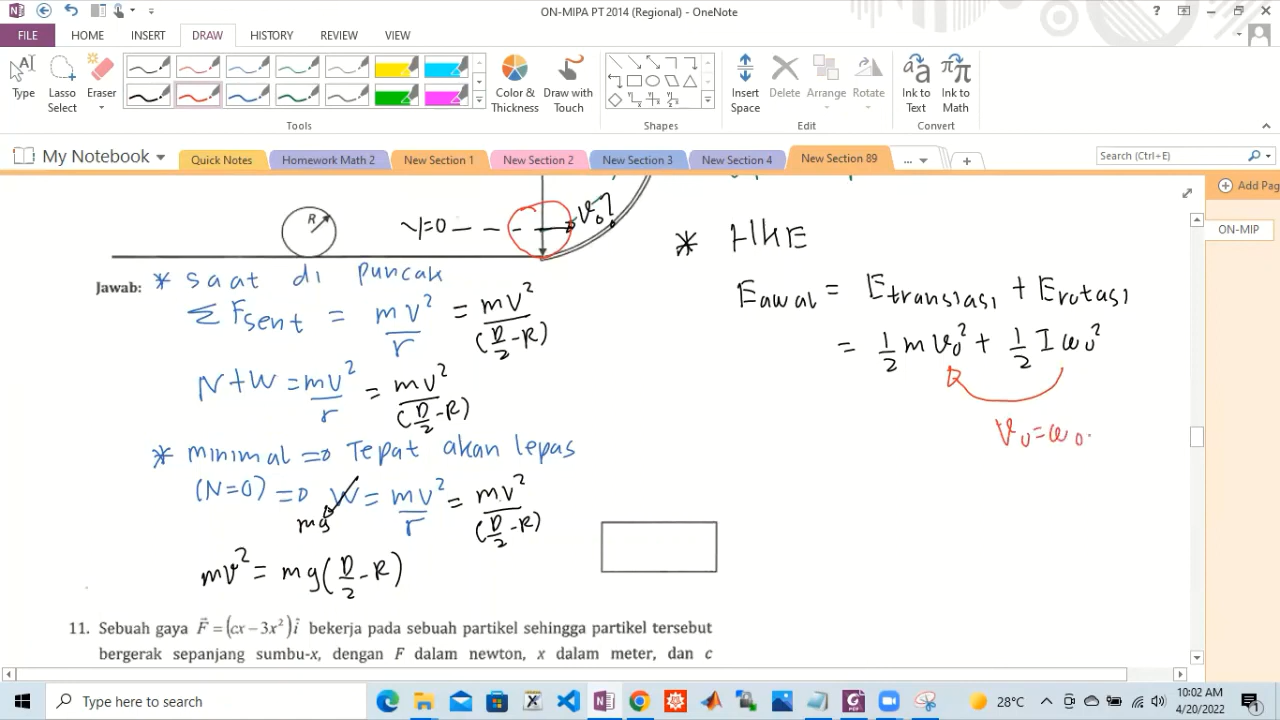 ON-MIPA PT 2014 (Regional) - OneNote
FILE HOME INSERT DRAW HISTORY REVIEW VIEW
Type
Lasso Select
Eraser
Color & Thickness
Draw with Touch
Insert Space
Delete
Arrange
Rotate
Ink to Text
Ink to Math
Tools Shapes Edit Convert
My Notebook
Quick Notes Homework Math 2 New Section 1 New Section 2 New Section 3 New Section 4 New Section 89 ...
Search (Ctrl+E)
Add Pag
ON-MIP
R
y=0
v₀?
Jawab:
* saat di puncak
Σ Fsent = mv²/r = mv²/(D/2-R)
N+W = mv²/r = mv²/(D/2-R)
* minimal => Tepat akan lepas
(N=0) => W = mv²/r = mv²/(D/2-R)
mg
mv² = mg(D/2-R)
* HKE
Eawal = Etranslasi + Erotasi
= 1/2 m v₀² + 1/2 I ω₀²
v₀=ω₀.
11. Sebuah gaya F⃗ = (cx − 3x²) î bekerja pada sebuah partikel sehingga partikel tersebut
bergerak sepanjang sumbu-x, dengan F dalam newton, x dalam meter, dan c
Type here to search
28°C
10:02 AM
4/20/2022